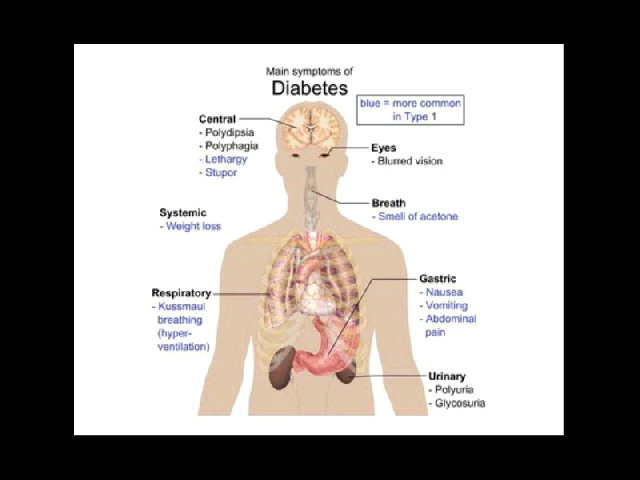 Main symptoms of
Diabetes
blue = more common
in Type 1
Central
- Polydipsia
- Polyphagia
- Lethargy
- Stupor
Eyes
- Blurred vision
Breath
- Smell of acetone
Systemic
- Weight loss
Respiratory
- Kussmaul
breathing
(hyper-
ventilation)
Gastric
- Nausea
- Vomiting
- Abdominal
pain
Urinary
- Polyuria
- Glycosuria